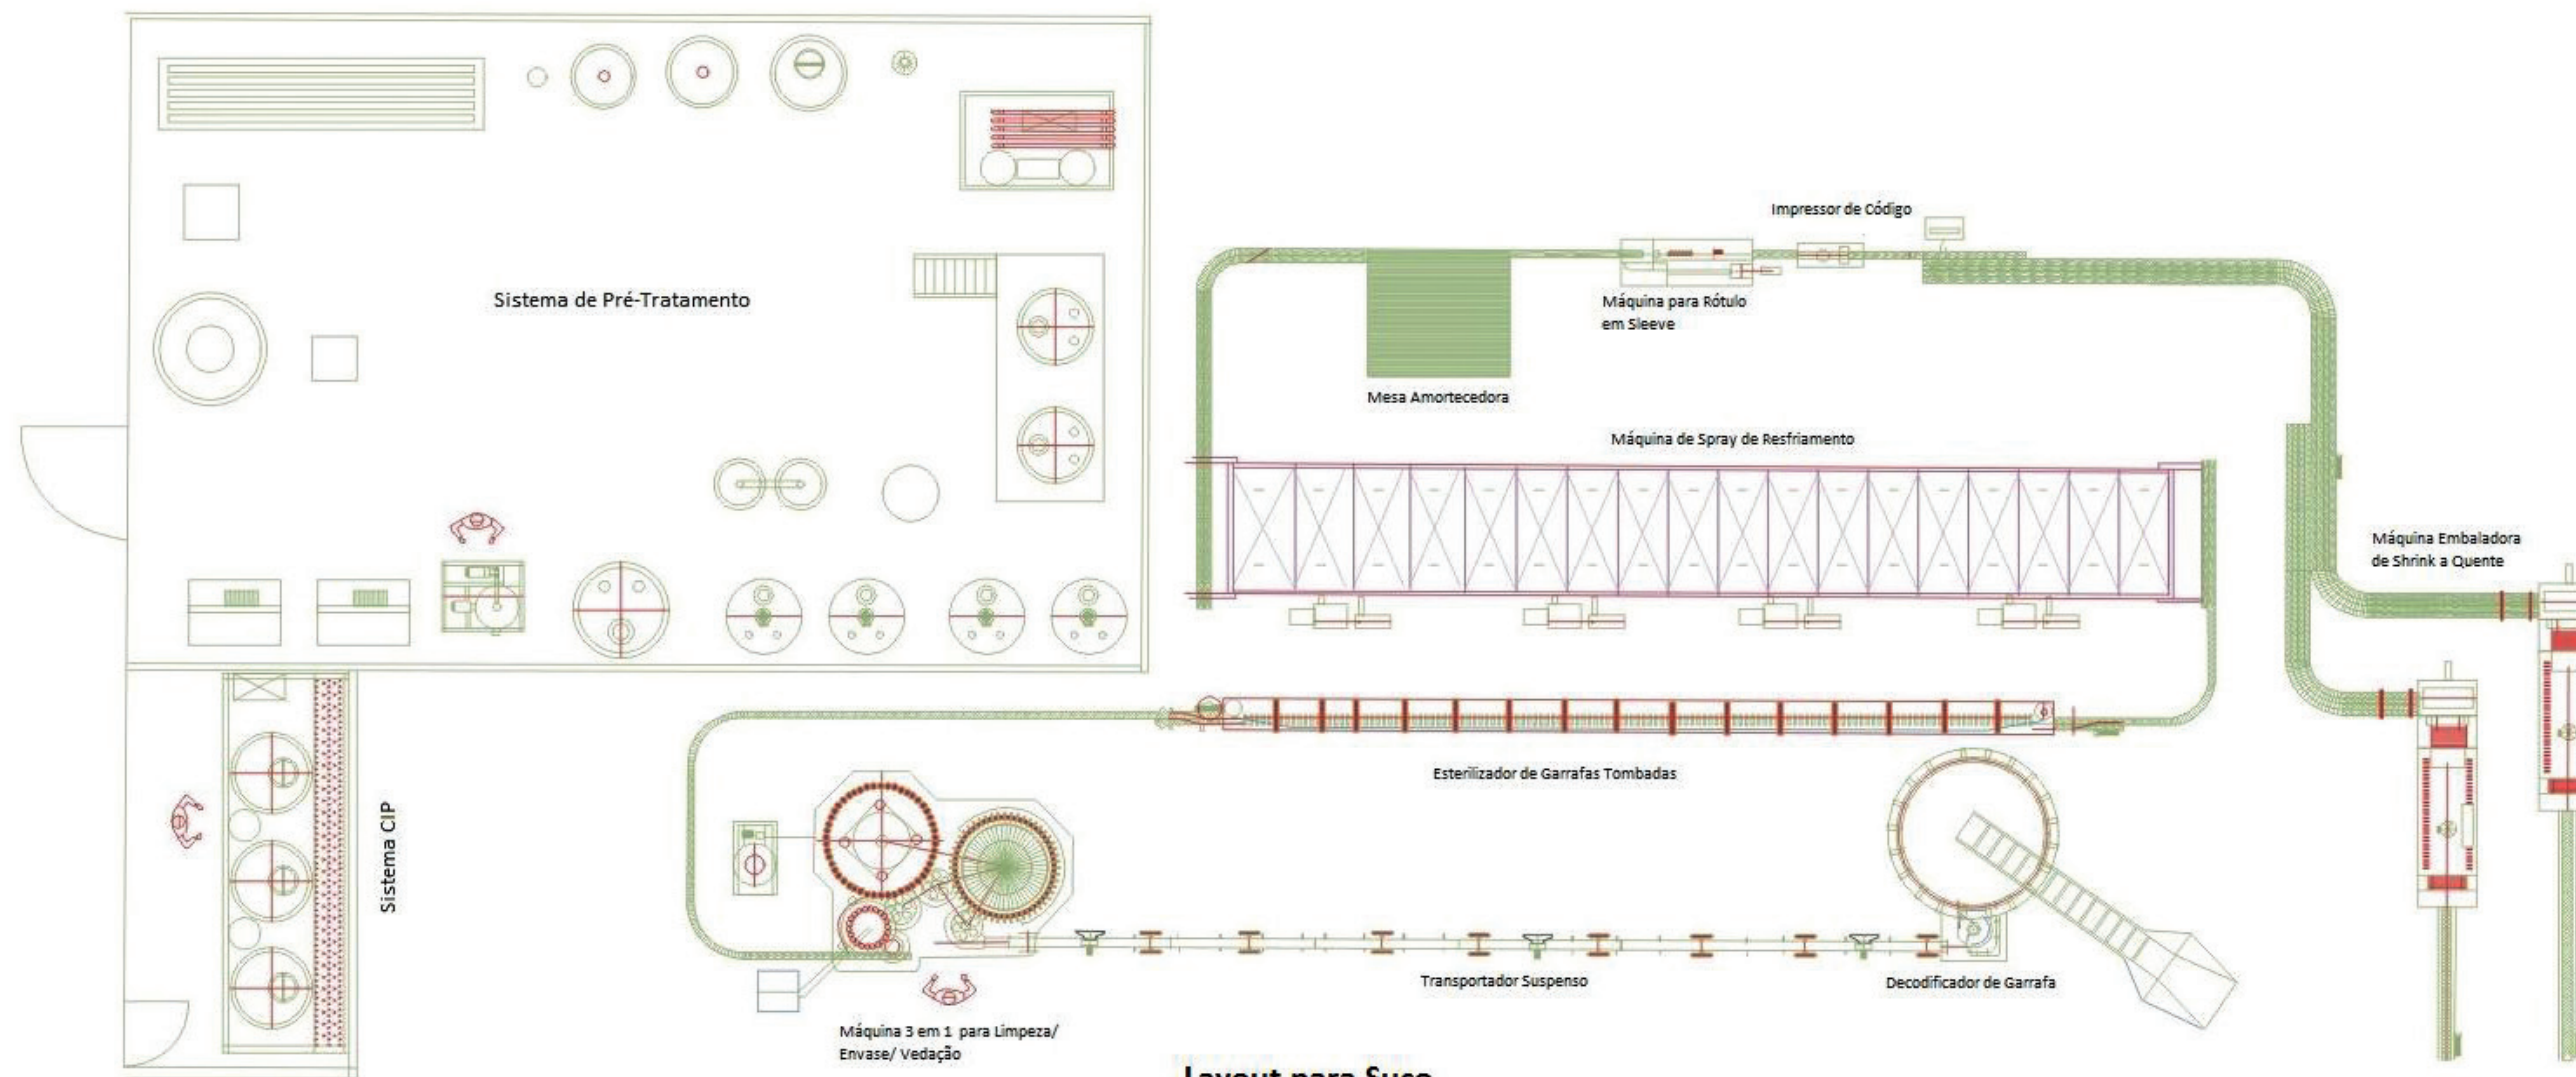 Impressor de Código
Sistema de Pré-Tratamento
Máquina para Rótulo
em Sleeve
Mesa Amortecedora
Máquina de Spray de Resfriamento
Máquina Embaladora
de Shrink a Quente
Esterilizador de Garrafas Tombadas
Sistema CIP
Transportador Suspenso
Decodificador de Garrafa
Máquina 3 em 1 para Limpeza/
Envase/ Vedação
Layout para Suco